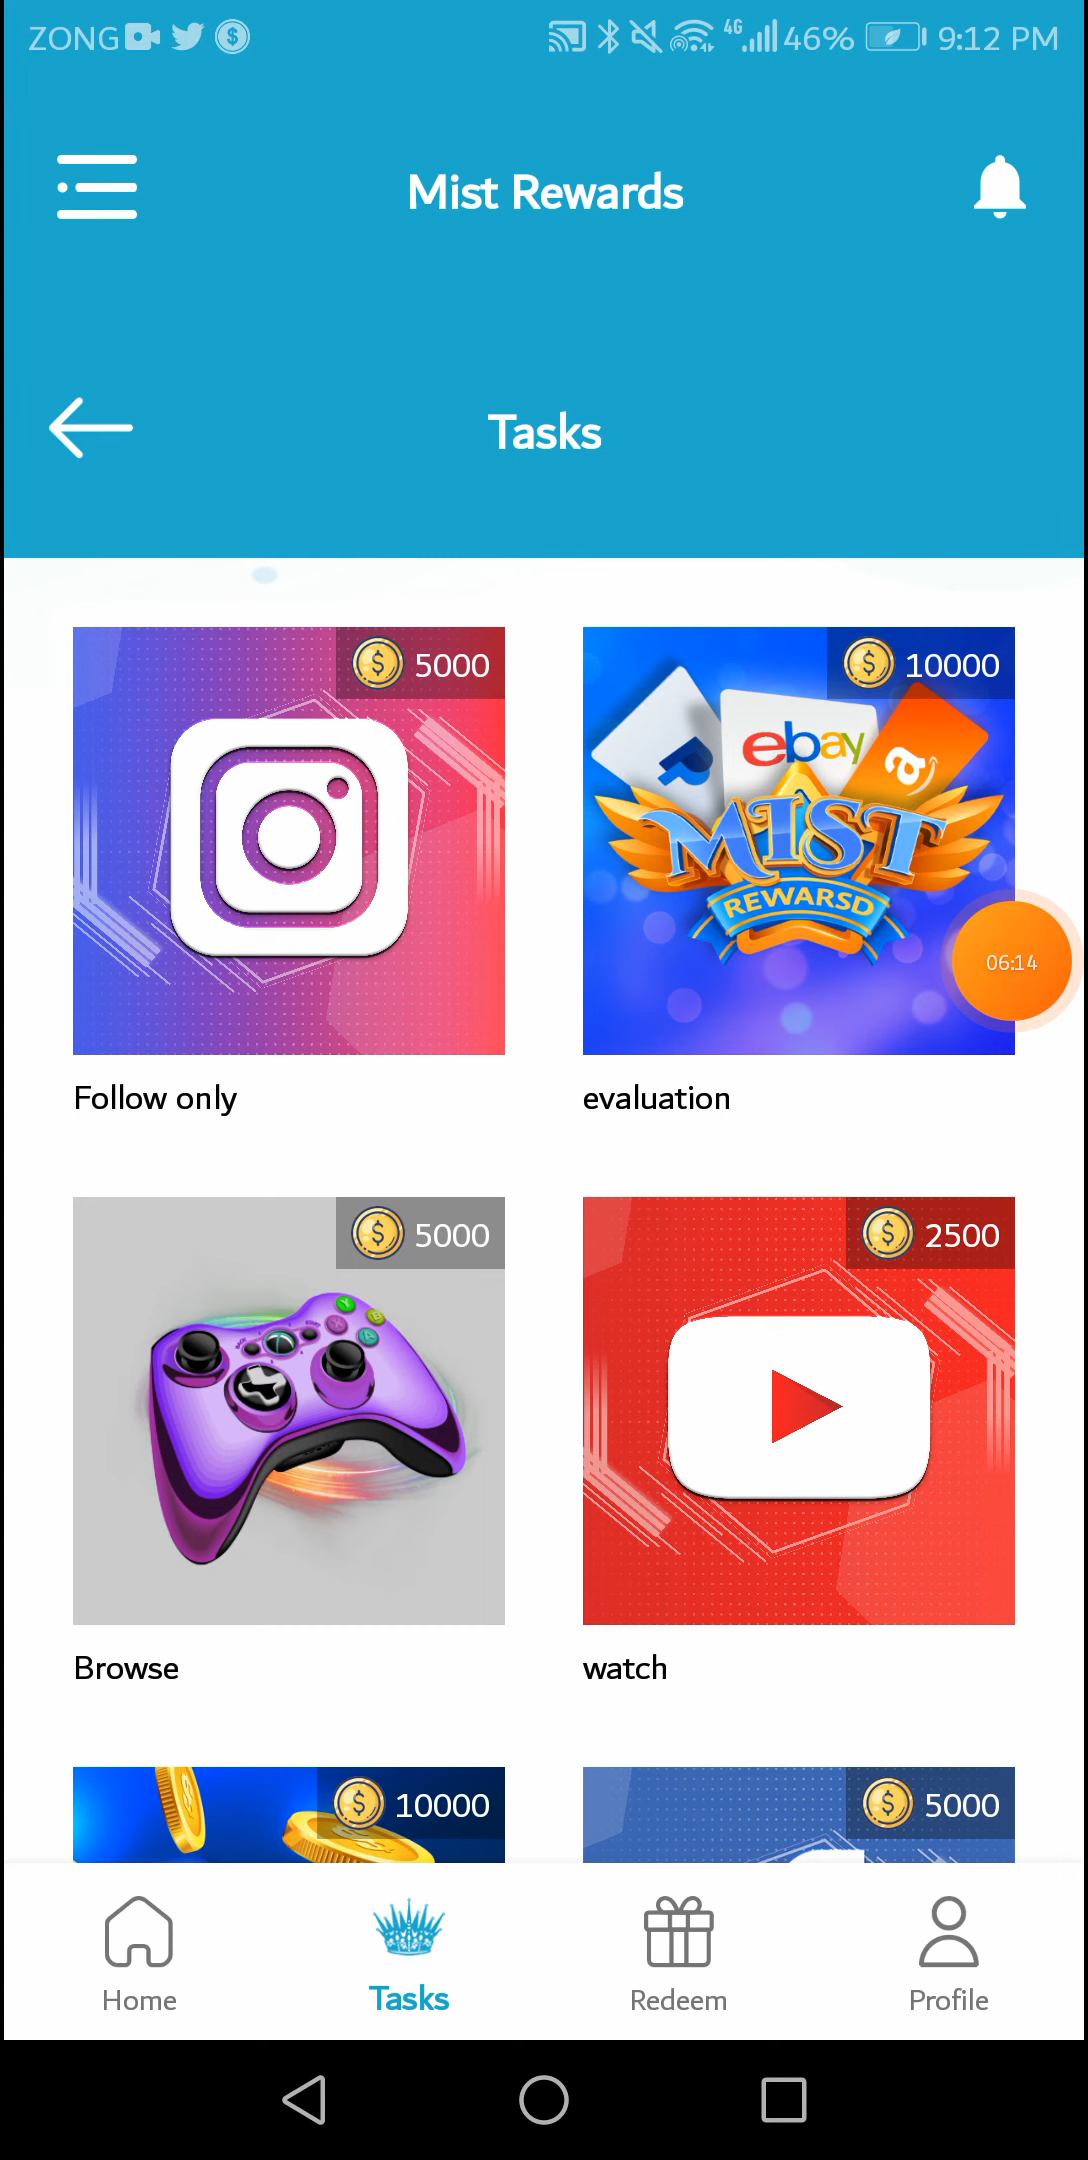 ZONG 4G 46% 9:12 PM
Mist Rewards
Tasks
5000
10000
ebay
MIST
REWARSD
06:14
Follow only
evaluation
5000
2500
Y
B
X
A
Browse
watch
10000
5000
Home
Tasks
Redeem
Profile